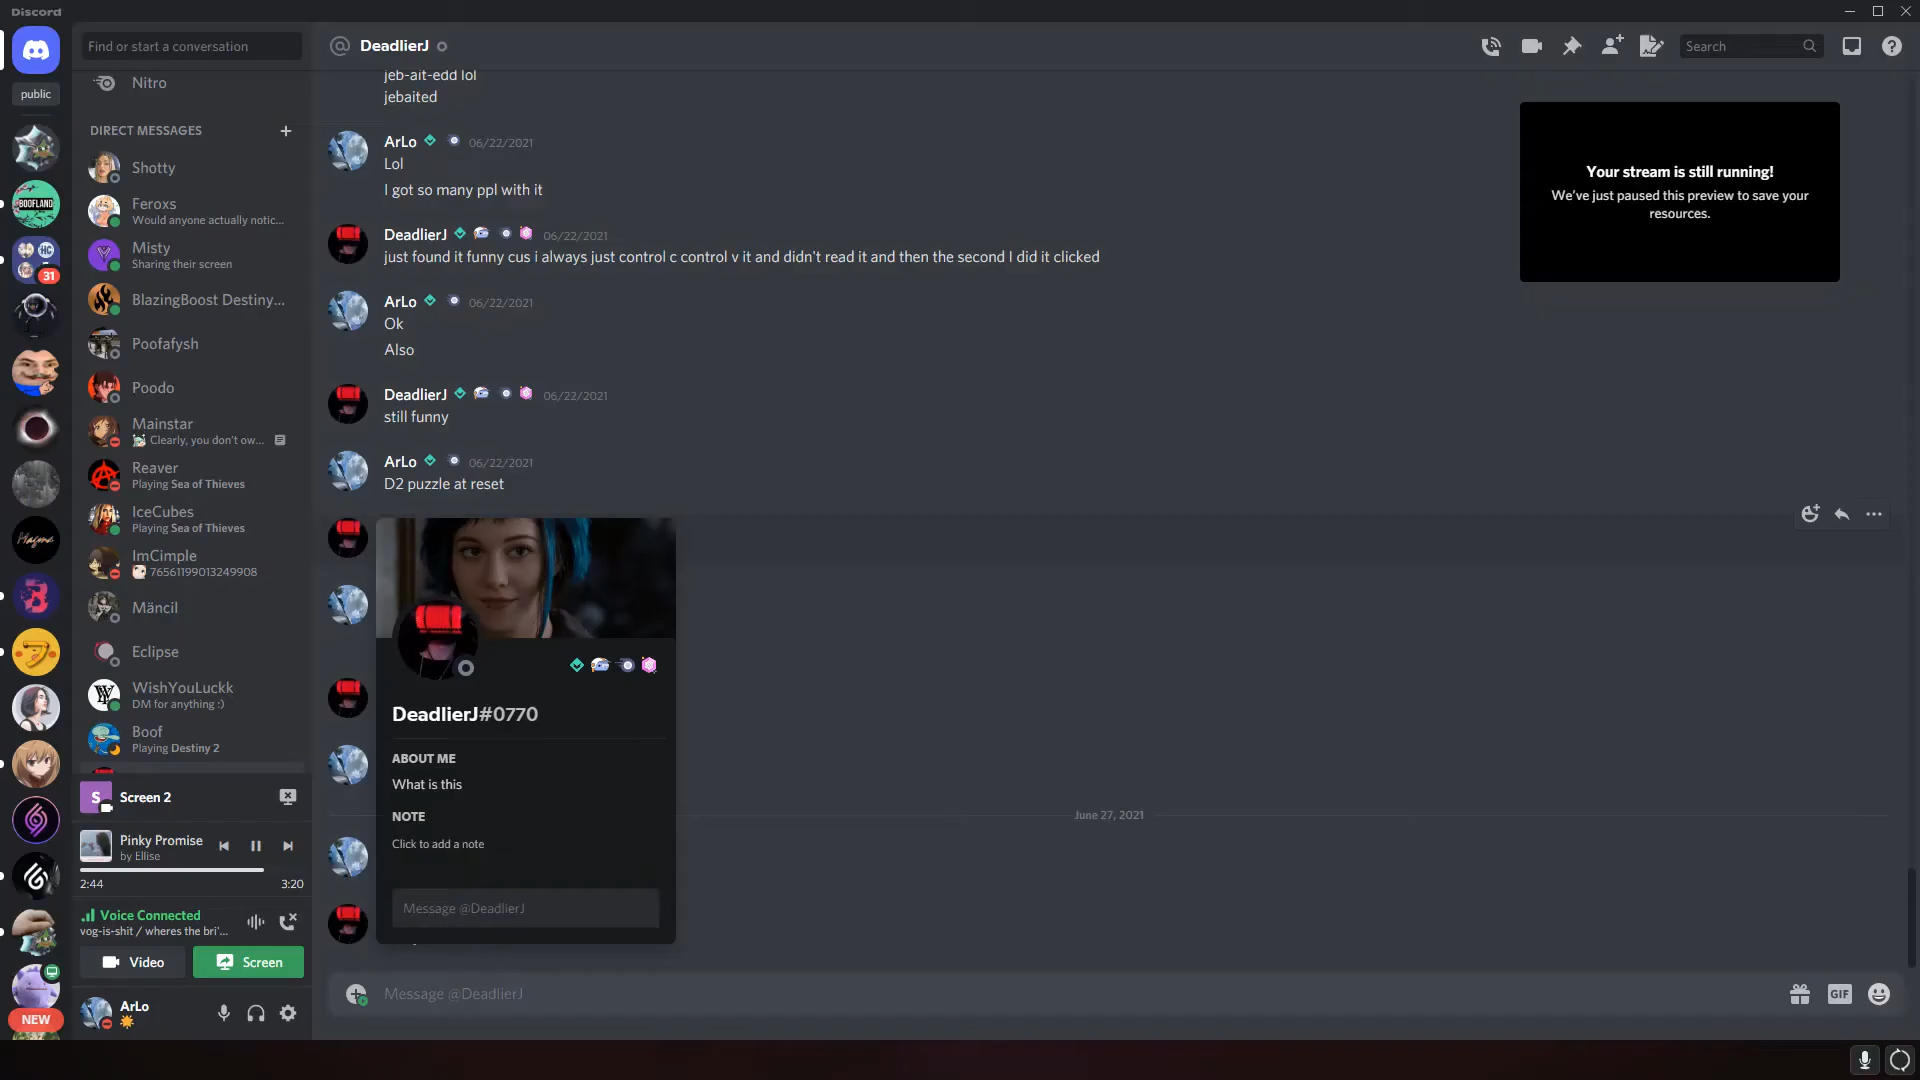 Discord
Find or start a conversation
Nitro
public
DIRECT MESSAGES
Shotty
Feroxs
Would anyone actually notic...
Misty
Sharing their screen
BlazingBoost Destiny...
Poofafysh
Poodo
Mainstar
Clearly, you don't ow...
Reaver
Playing Sea of Thieves
IceCubes
Playing Sea of Thieves
ImCimple
76561199013249908
Mäncil
Eclipse
WishYouLuckk
DM for anything :)
Boof
Playing Destiny 2
BOOFLAND
HC
31
NEW
S
Screen 2
Pinky Promise
by Ellise
2:44
3:20
Voice Connected
vog-is-shit / wheres the bri'...
Video
Screen
ArLo
DeadlierJ
Search
jeb-ait-edd lol
jebaited
ArLo 06/22/2021
Lol
I got so many ppl with it
DeadlierJ 06/22/2021
just found it funny cus i always just control c control v it and didn't read it and then the second I did it clicked
ArLo 06/22/2021
Ok
Also
DeadlierJ 06/22/2021
still funny
ArLo 06/22/2021
D2 puzzle at reset
DeadlierJ#0770
ABOUT ME
What is this
NOTE
Click to add a note
Message @DeadlierJ
June 27, 2021
Message @DeadlierJ
GIF
Your stream is still running!
We've just paused this preview to save your
resources.